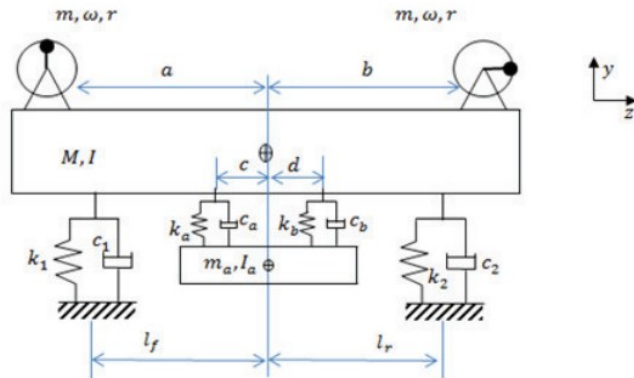 m, ω, r
m, ω, r
a
b
y
z
M, I
c
d
k_a
c_a
k_b
c_b
k_1
c_1
m_a, I_a
k_2
c_2
l_f
l_r